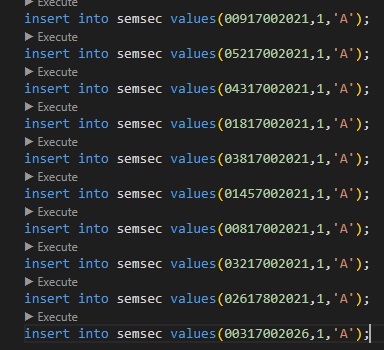 Execute
insert into semsec values(00917002021,1,'A');
Execute
insert into semsec values(05217002021,1,'A');
Execute
insert into semsec values(04317002021,1,'A');
Execute
insert into semsec values(01817002021,1,'A');
Execute
insert into semsec values(03817002021,1,'A');
Execute
insert into semsec values(01457002021,1,'A');
Execute
insert into semsec values(00817002021,1,'A');
Execute
insert into semsec values(03217002021,1,'A');
Execute
insert into semsec values(02617802021,1,'A');
Execute
insert into semsec values(00317002026,1,'A');